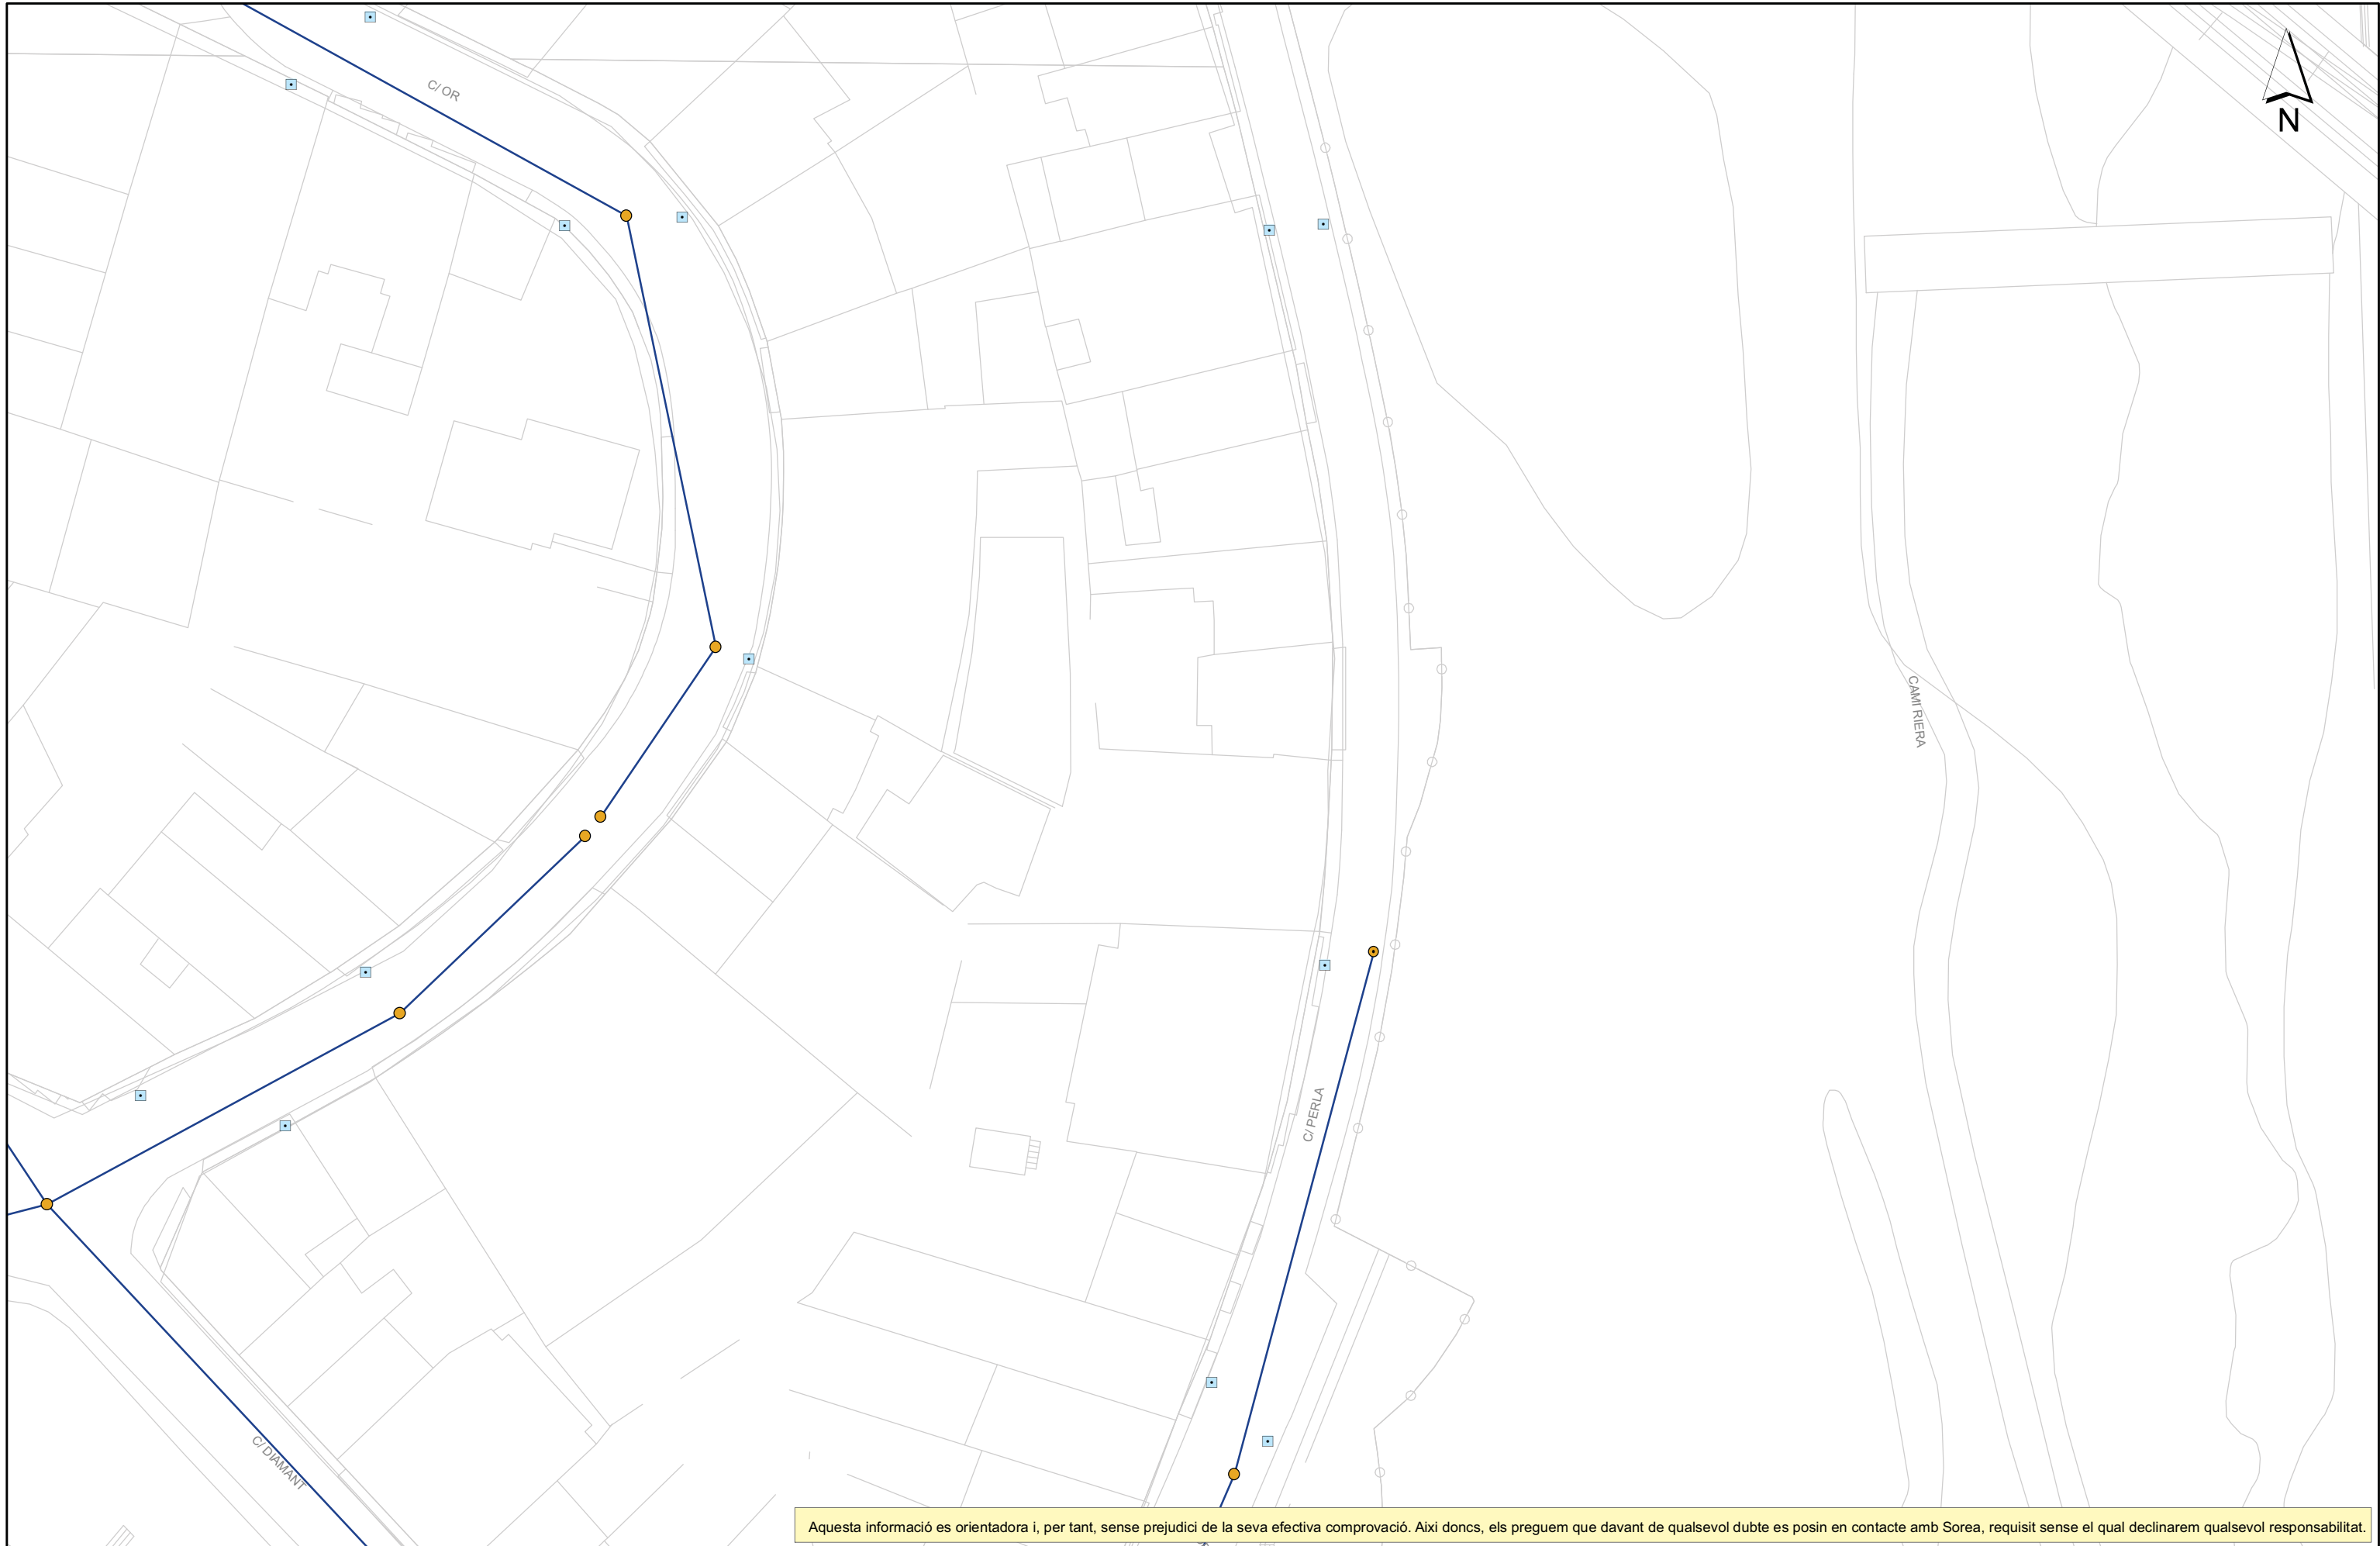 C/ OR
N
CAMI RIERA
C/ PERLA
C/ DIAMANT
Aquesta informació es orientadora i, per tant, sense prejudici de la seva efectiva comprovació. Aixi doncs, els preguem que davant de qualsevol dubte es posin en contacte amb Sorea, requisit sense el qual declinarem qualsevol responsabilitat.